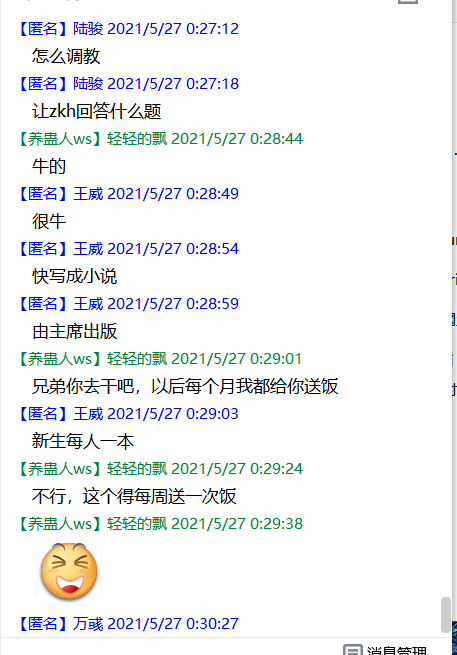 【匿名】陆骏 2021/5/27 0:27:12
怎么调教
【匿名】陆骏 2021/5/27 0:27:18
让zkh回答什么题
【养蛊人ws】轻轻的飘 2021/5/27 0:28:44
牛的
【匿名】王威 2021/5/27 0:28:49
很牛
【匿名】王威 2021/5/27 0:28:54
快写成小说
【匿名】王威 2021/5/27 0:28:59
由主席出版
【养蛊人ws】轻轻的飘 2021/5/27 0:29:01
兄弟你去干吧，以后每个月我都给你送饭
【匿名】王威 2021/5/27 0:29:03
新生每人一本
【养蛊人ws】轻轻的飘 2021/5/27 0:29:24
不行，这个得每周送一次饭
【养蛊人ws】轻轻的飘 2021/5/27 0:29:38
【匿名】万彧 2021/5/27 0:30:27
消息管理